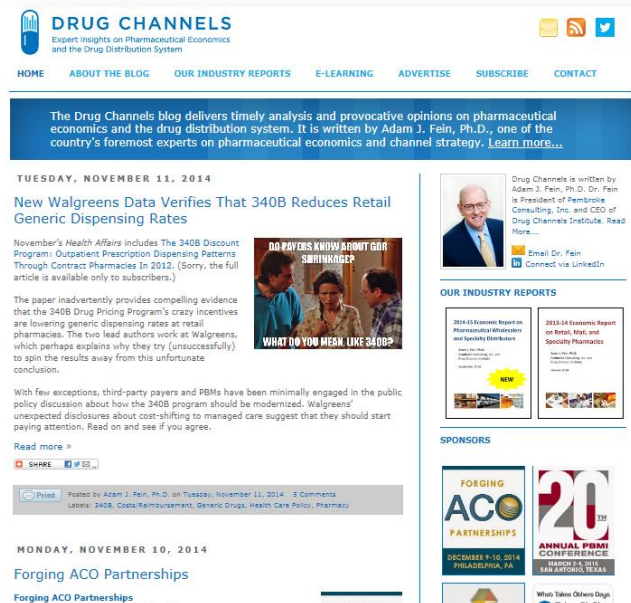 DRUG CHANNELS
Expert Insights on Pharmaceutical Economics
and the Drug Distribution System
HOME ABOUT THE BLOG OUR INDUSTRY REPORTS E-LEARNING ADVERTISE SUBSCRIBE CONTACT
The Drug Channels blog delivers timely analysis and provocative opinions on pharmaceutical
economics and the drug distribution system. It is written by Adam J. Fein, Ph.D., one of the
country's foremost experts on pharmaceutical economics and channel strategy. Learn more...
TUESDAY, NOVEMBER 11, 2014
New Walgreens Data Verifies That 340B Reduces Retail
Generic Dispensing Rates
November's Health Affairs includes The 340B Discount
Program: Outpatient Prescription Dispensing Patterns
Through Contract Pharmacies In 2012. (Sorry, the full
article is available only to subscribers.)
The paper inadvertently provides compelling evidence
that the 340B Drug Pricing Program's crazy incentives
are lowering generic dispensing rates at retail
pharmacies. The two lead authors work at Walgreens,
which perhaps explains why they try (unsuccessfully)
to spin the results away from this unfortunate
conclusion.
DO PAYERS KNOW ABOUT GDR
SHRINKAGE?
WHAT DO YOU MEAN, LIKE 340B?
With few exceptions, third-party payers and PBMs have been minimally engaged in the public
policy discussion about how the 340B program should be modernized. Walgreens'
unexpected disclosures about cost-shifting to managed care suggest that they should start
paying attention. Read on and see if you agree.
Read more »
SHARE
Print
Posted by Adam J. Fein, Ph.D. on Tuesday, November 11, 2014 5 Comments
Labels: 340B, Costs/Reimbursement, Generic Drugs, Health Care Policy, Pharmacy
MONDAY, NOVEMBER 10, 2014
Forging ACO Partnerships
Forging ACO Partnerships
Drug Channels is written by
Adam J. Fein, Ph.D. Dr. Fein
is President of Pembroke
Consulting, Inc. and CEO of
Drug Channels Institute. Read
More...
Email Dr. Fein
Connect via LinkedIn
OUR INDUSTRY REPORTS
2014-15 Economic Report on
Pharmaceutical Wholesalers
and Specialty Distributors
NEW
2013-14 Economic Report
on Retail, Mail, and
Specialty Pharmacies
SPONSORS
FORGING
ACO
PARTNERSHIPS
DECEMBER 9-10, 2014
PHILADELPHIA, PA
20TH
ANNUAL PBMI
CONFERENCE
MARCH 2-4, 2015
SAN ANTONIO, TEXAS
What Takes Others Days